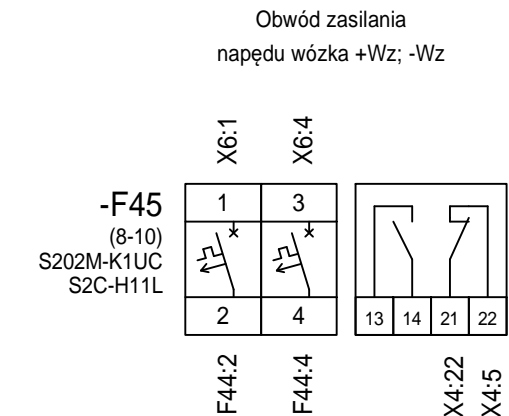 Obwód zasilania
napędu wózka +Wz; -Wz
X6:1
X6:4
-F45
(8-10)
S202M-K1UC
S2C-H11L
1
3
2
4
13
14
21
22
F44:2
F44:4
X4:22
X4:5